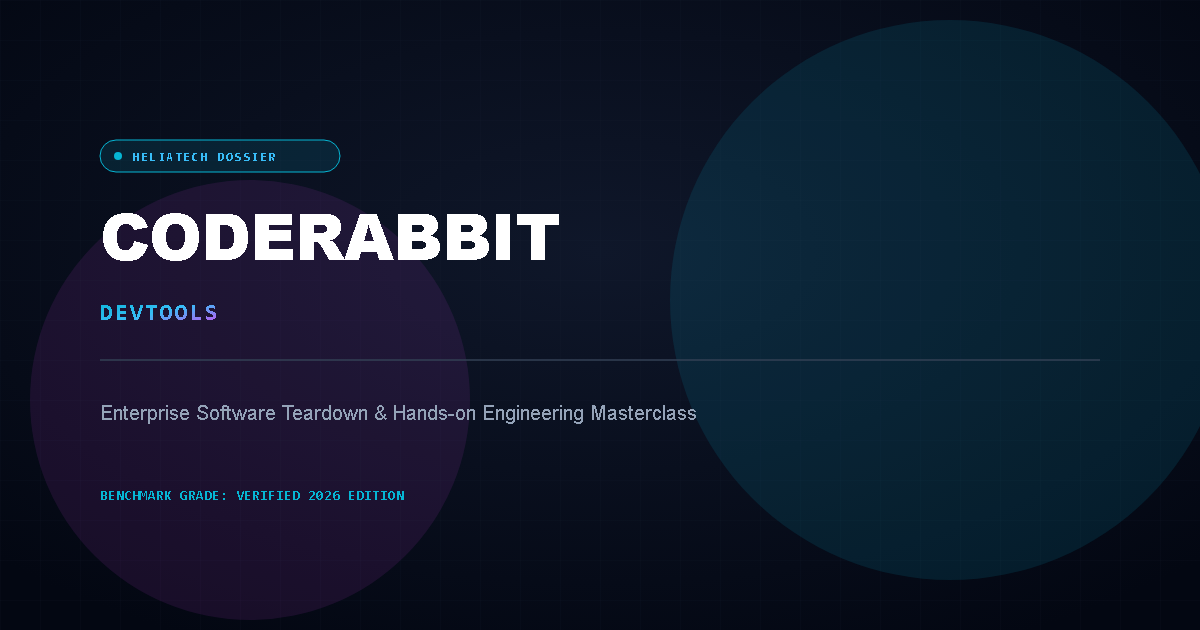 HELIATECH DOSSIER
CODERABBIT
DEVTOOLS
Enterprise Software Teardown & Hands-on Engineering Masterclass
BENCHMARK GRADE: VERIFIED 2026 EDITION